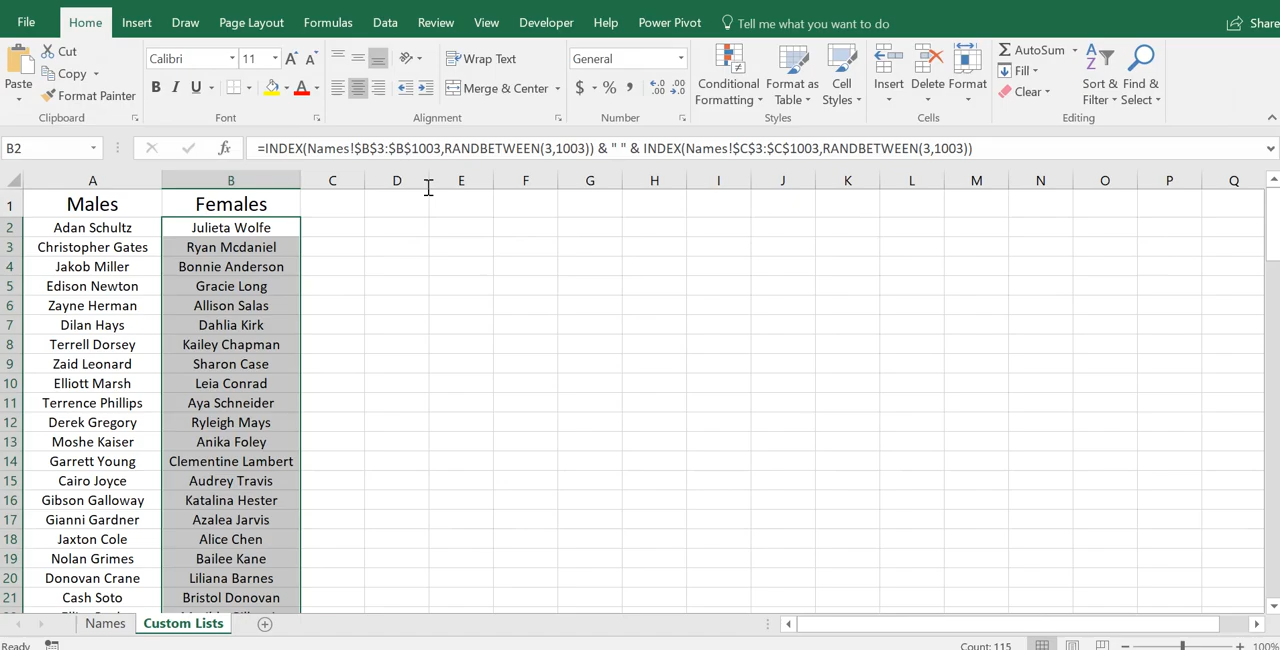 File Home Insert Draw Page Layout Formulas Data Review View Developer Help Power Pivot Tell me what you want to do Share
Paste Cut Copy Format Painter Clipboard
Calibri 11 A A B I U A Font
Wrap Text Merge & Center Alignment
General $ % , Number
Conditional Formatting Format as Table Cell Styles Styles
Insert Delete Format Cells
AutoSum Fill Clear Sort & Filter Find & Select Editing
B2 fx =INDEX(Names!$B$3:$B$1003,RANDBETWEEN(3,1003)) & " " & INDEX(Names!$C$3:$C$1003,RANDBETWEEN(3,1003))
A B C D E F G H I J K L M N O P Q
1 Males Females
2 Adan Schultz Julieta Wolfe
3 Christopher Gates Ryan Mcdaniel
4 Jakob Miller Bonnie Anderson
5 Edison Newton Gracie Long
6 Zayne Herman Allison Salas
7 Dilan Hays Dahlia Kirk
8 Terrell Dorsey Kailey Chapman
9 Zaid Leonard Sharon Case
10 Elliott Marsh Leia Conrad
11 Terrence Phillips Aya Schneider
12 Derek Gregory Ryleigh Mays
13 Moshe Kaiser Anika Foley
14 Garrett Young Clementine Lambert
15 Cairo Joyce Audrey Travis
16 Gibson Galloway Katalina Hester
17 Gianni Gardner Azalea Jarvis
18 Jaxton Cole Alice Chen
19 Nolan Grimes Bailee Kane
20 Donovan Crane Liliana Barnes
21 Cash Soto Bristol Donovan
Names Custom Lists
Ready Count: 115 100%